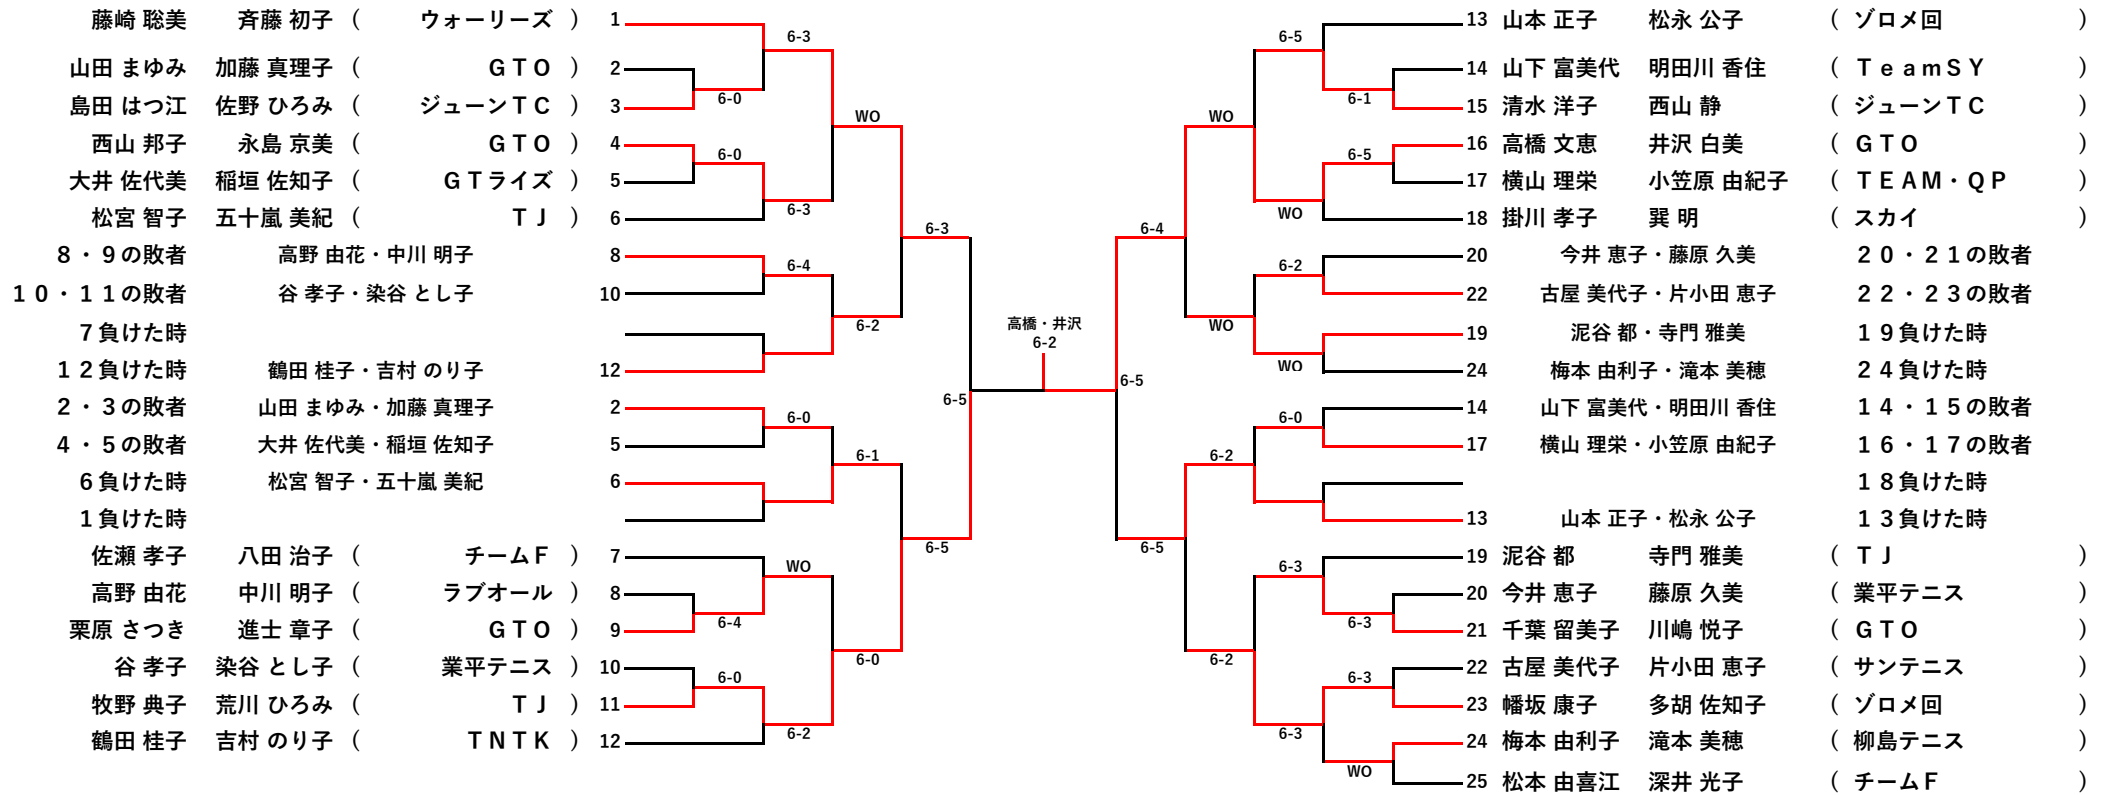 藤崎 聡美 斉藤 初子 ( ウォーリーズ ) 1
山田 まゆみ 加藤 真理子 ( ＧＴＯ ) 2
島田 はつ江 佐野 ひろみ ( ジューンＴＣ ) 3
西山 邦子 永島 京美 ( ＧＴＯ ) 4
大井 佐代美 稲垣 佐知子 ( ＧＴライズ ) 5
松宮 智子 五十嵐 美紀 ( ＴＪ ) 6
８・９の敗者 高野 由花・中川 明子 8
１０・１１の敗者 谷 孝子・染谷 とし子 10
７負けた時
１２負けた時 鶴田 桂子・吉村 のり子 12
２・３の敗者 山田 まゆみ・加藤 真理子 2
４・５の敗者 大井 佐代美・稲垣 佐知子 5
６負けた時 松宮 智子・五十嵐 美紀 6
１負けた時
佐瀬 孝子 八田 治子 ( チームＦ ) 7
高野 由花 中川 明子 ( ラブオール ) 8
栗原 さつき 進士 章子 ( ＧＴＯ ) 9
谷 孝子 染谷 とし子 ( 業平テニス ) 10
牧野 典子 荒川 ひろみ ( ＴＪ ) 11
鶴田 桂子 吉村 のり子 ( ＴＮＴＫ ) 12
6-3
6-0
WO
6-0
6-3
6-3
6-4
6-2
6-5
6-0
6-1
6-5
WO
6-4
6-0
6-0
6-2
高橋・井沢
6-2
6-5
6-5
6-1
WO
6-5
WO
6-4
6-2
WO
WO
6-5
6-0
6-2
6-5
6-3
6-3
6-2
6-3
6-3
WO
13 山本 正子 松永 公子 ( ゾロメ回 )
14 山下 富美代 明田川 香住 ( ＴｅａｍＳＹ )
15 清水 洋子 西山 静 ( ジューンＴＣ )
16 高橋 文恵 井沢 白美 ( ＧＴＯ )
17 横山 理栄 小笠原 由紀子 ( ＴＥＡＭ・ＱＰ )
18 掛川 孝子 巽 明 ( スカイ )
20 今井 恵子・藤原 久美 ２０・２１の敗者
22 古屋 美代子・片小田 恵子 ２２・２３の敗者
19 泥谷 都・寺門 雅美 １９負けた時
24 梅本 由利子・滝本 美穂 ２４負けた時
14 山下 富美代・明田川 香住 １４・１５の敗者
17 横山 理栄・小笠原 由紀子 １６・１７の敗者
１８負けた時
13 山本 正子・松永 公子 １３負けた時
19 泥谷 都 寺門 雅美 ( ＴＪ )
20 今井 恵子 藤原 久美 ( 業平テニス )
21 千葉 留美子 川嶋 悦子 ( ＧＴＯ )
22 古屋 美代子 片小田 恵子 ( サンテニス )
23 幡坂 康子 多胡 佐知子 ( ゾロメ回 )
24 梅本 由利子 滝本 美穂 ( 柳島テニス )
25 松本 由喜江 深井 光子 ( チームＦ )